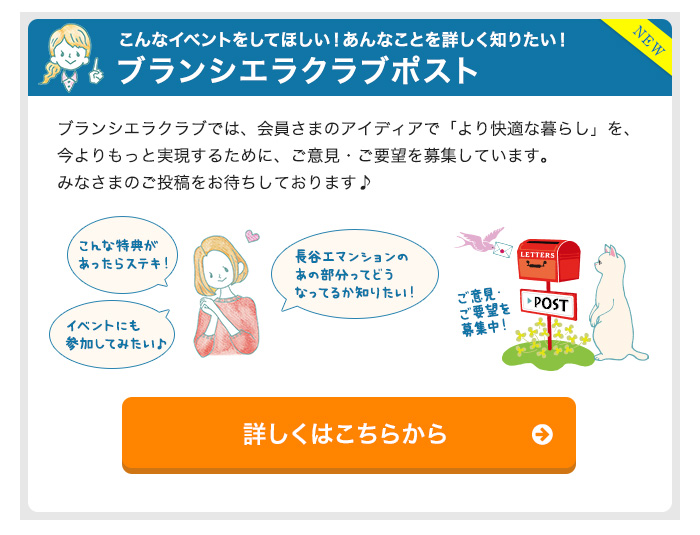 こんなイベントをしてほしい！あんなことを詳しく知りたい！
NEW
ブランシエラクラブポスト
ブランシエラクラブでは、会員さまのアイディアで「より快適な暮らし」を、
今よりもっと実現するために、ご意見・ご要望を募集しています。
みなさまのご投稿をお待ちしております♪
こんな特典が
あったらステキ！
イベントにも
参加してみたい♪
長谷工マンションの
あの部分ってどう
なってるか知りたい！
LETTERS
POST
ご意見・
ご要望を
募集中！
詳しくはこちらから